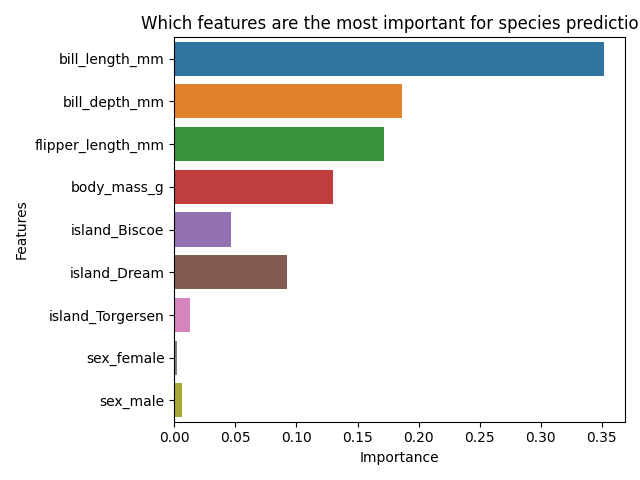 Which features are the most important for species predictio
bill_length_mm
bill_depth_mm
flipper_length_mm
body_mass_g
island_Biscoe
island_Dream
island_Torgersen
sex_female
sex_male
Features
0.00 0.05 0.10 0.15 0.20 0.25 0.30 0.35
Importance